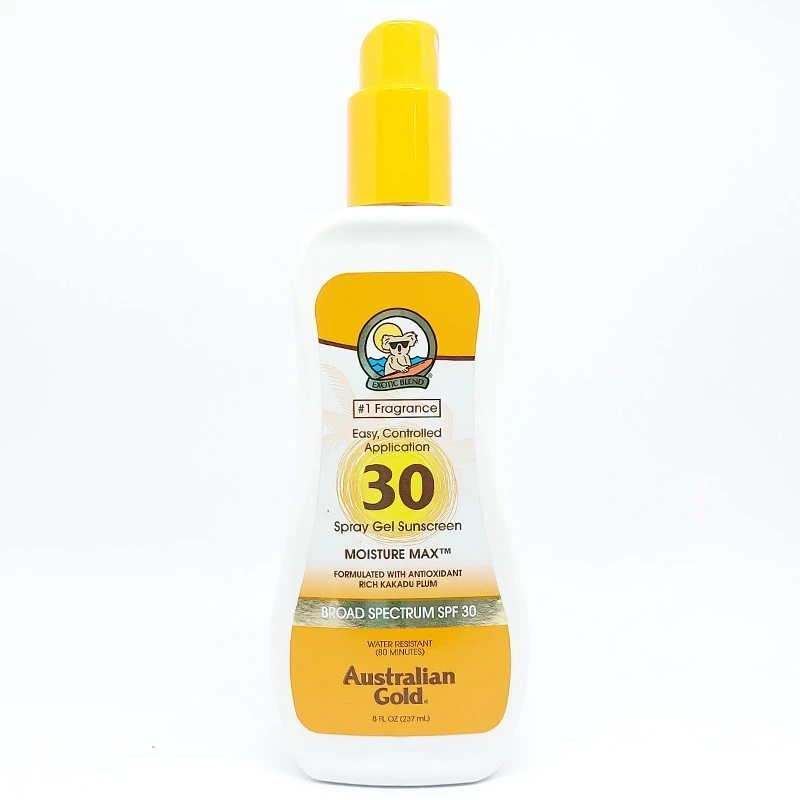 EXOTIC BLEND
®
#1 Fragrance
Easy, Controlled
Application
30
Spray Gel Sunscreen
MOISTURE MAX™
FORMULATED WITH ANTIOXIDANT
RICH KAKADU PLUM
BROAD SPECTRUM SPF 30
WATER RESISTANT
(80 MINUTES)
Australian
Gold®
8 FL OZ (237 mL)